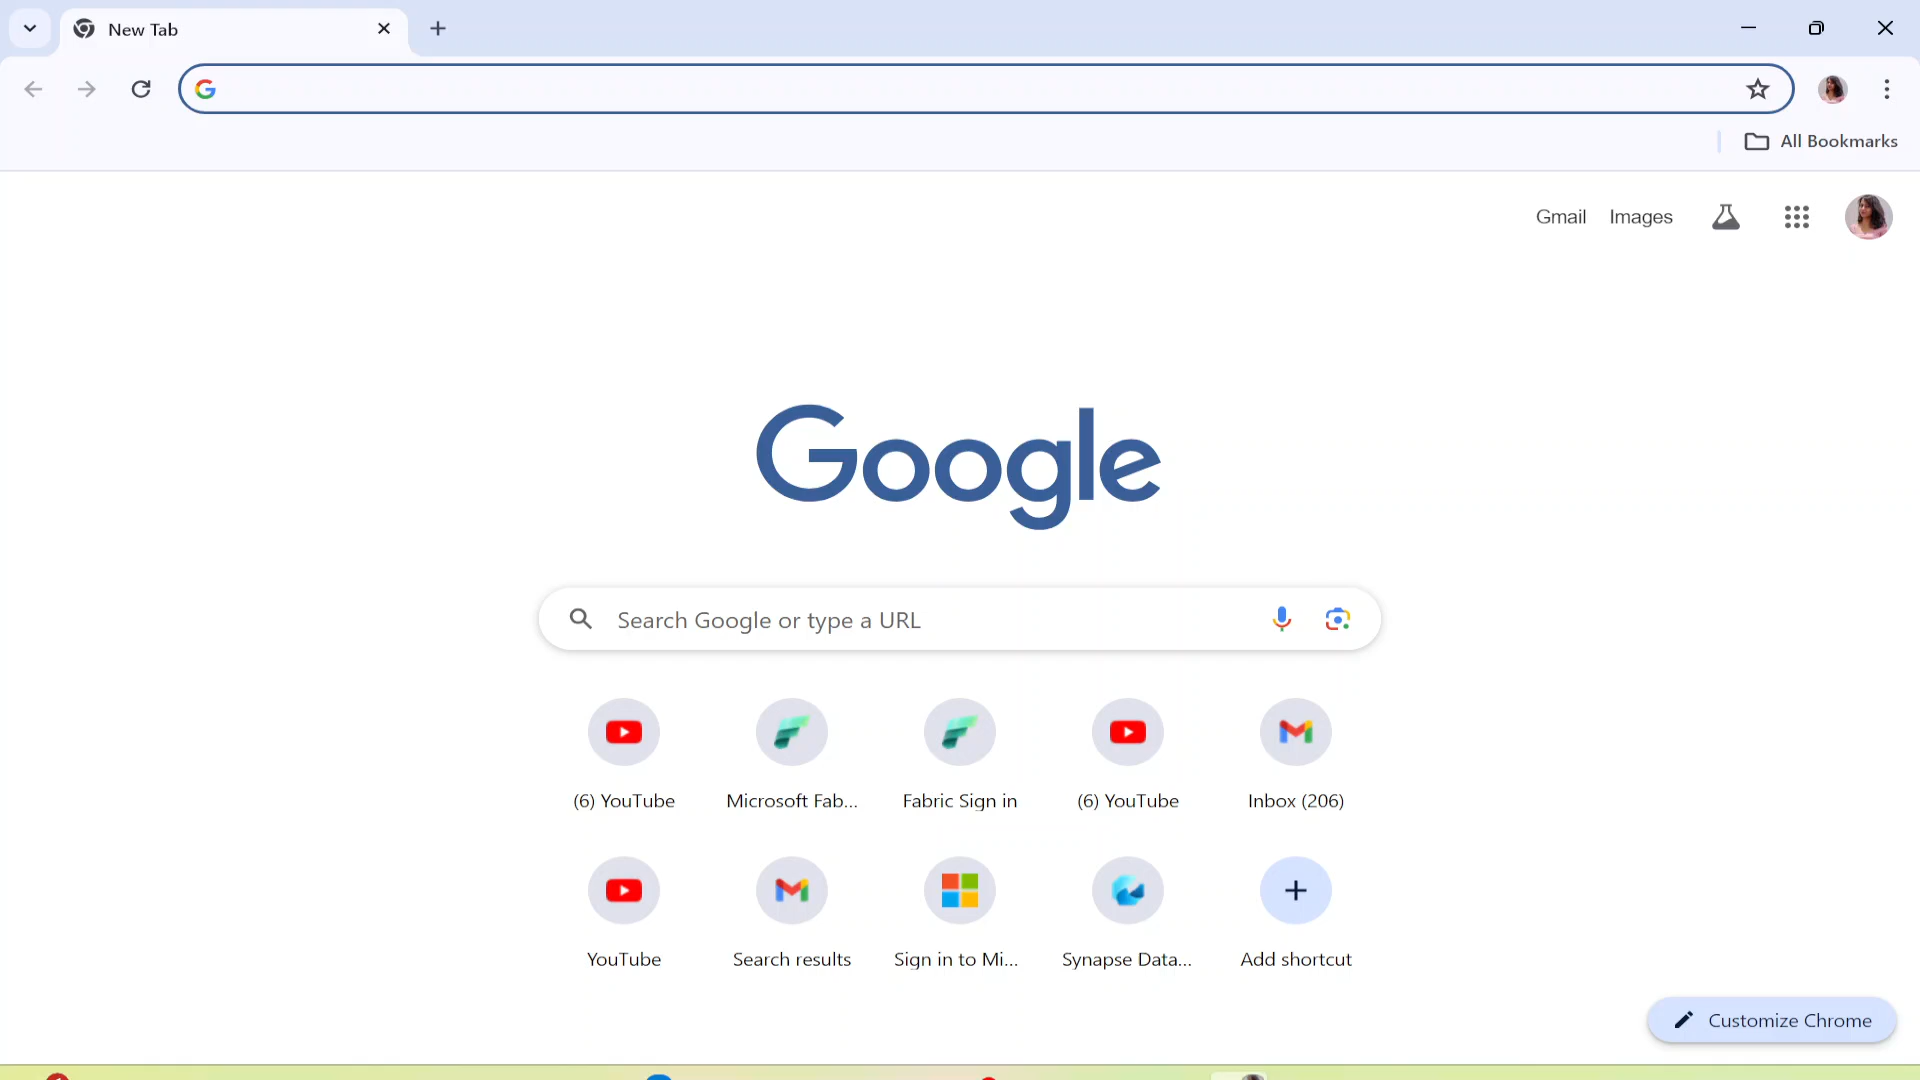 New Tab
All Bookmarks
Gmail Images
Google
Search Google or type a URL
(6) YouTube Microsoft Fab... Fabric Sign in (6) YouTube Inbox (206)
YouTube Search results Sign in to Mi... Synapse Data... Add shortcut
Customize Chrome